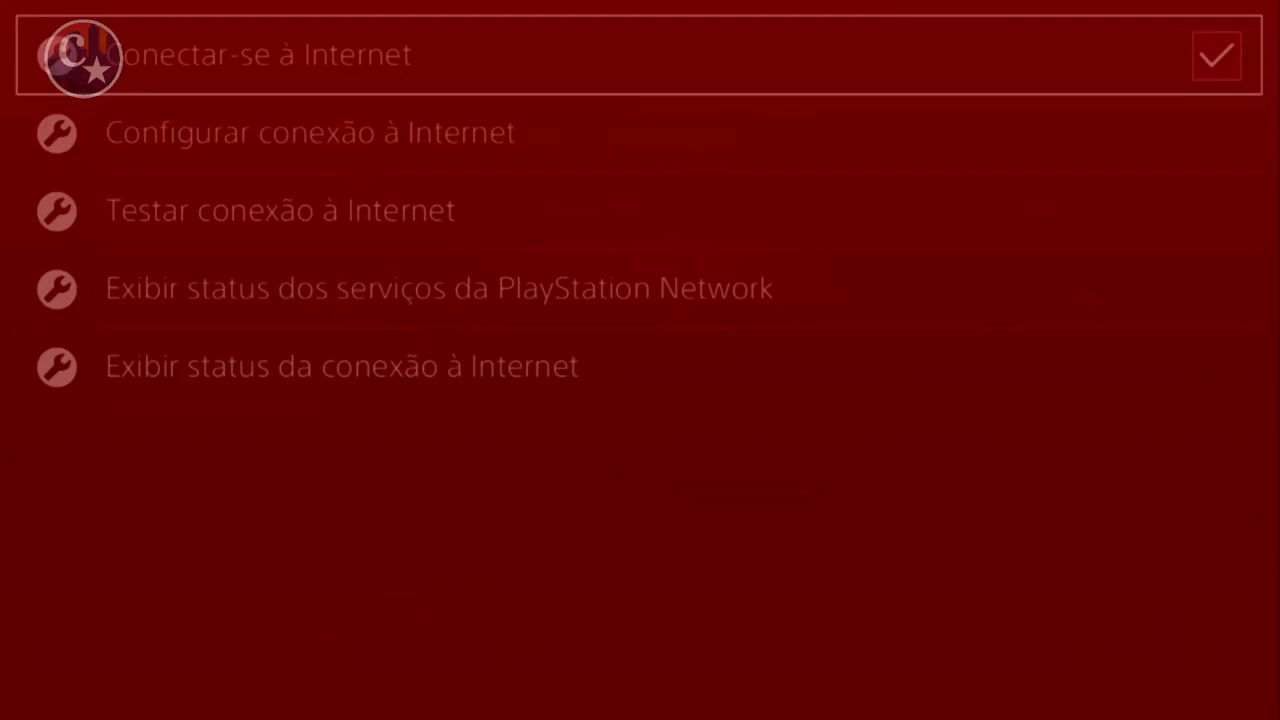 Conectar-se à Internet
Configurar conexão à Internet
Testar conexão à Internet
Exibir status dos serviços da PlayStation Network
Exibir status da conexão à Internet